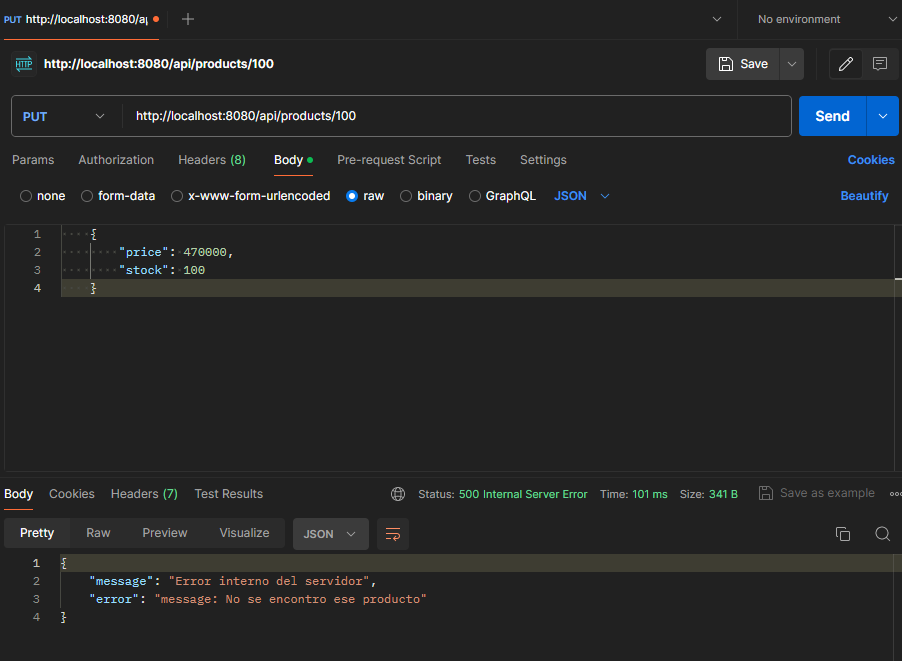 PUT http://localhost:8080/ap
No environment
HTTP http://localhost:8080/api/products/100
Save
PUT http://localhost:8080/api/products/100
Send
Params Authorization Headers (8) Body Pre-request Script Tests Settings Cookies
none form-data x-www-form-urlencoded raw binary GraphQL JSON Beautify
1 {
2 "price": 470000,
3 "stock": 100
4 }
Body Cookies Headers (7) Test Results Status: 500 Internal Server Error Time: 101 ms Size: 341 B Save as example
Pretty Raw Preview Visualize JSON
1 {
2 "message": "Error interno del servidor",
3 "error": "message: No se encontro ese producto"
4 }